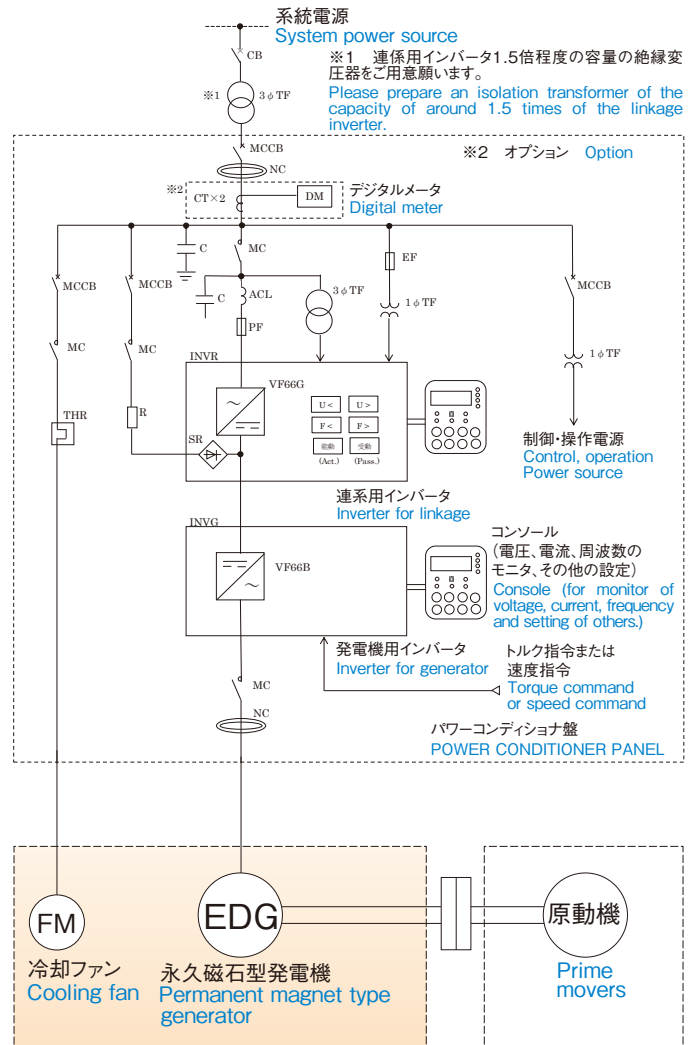 系統電源
System power source
CB
※1 連係用インバータ1.5倍程度の容量の絶縁変
圧器をご用意願います。
Please prepare an isolation transformer of the
capacity of around 1.5 times of the linkage
inverter.
※1
3φTF
MCCB
NC
※2 オプション Option
※2
CT×2
DM
デジタルメータ
Digital meter
MCCB
MCCB
C
MC
EF
MCCB
C
ACL
3φTF
1φTF
PF
MC
MC
1φTF
INVR
VF66G
U<
U>
F<
F>
能動
受動
(Act.)
(Pass.)
THR
R
SR
制御・操作電源
Control, operation
Power source
連系用インバータ
Inverter for linkage
INVG
VF66B
コンソール
(電圧、電流、周波数の
モニタ、その他の設定)
Console (for monitor of
voltage, current, frequency
and setting of others.)
発電機用インバータ
Inverter for generator
トルク指令または
速度指令
Torque command
or speed command
MC
NC
パワーコンディショナ盤
POWER CONDITIONER PANEL
FM
冷却ファン
Cooling fan
EDG
永久磁石型発電機
Permanent magnet type
generator
原動機
Prime
movers